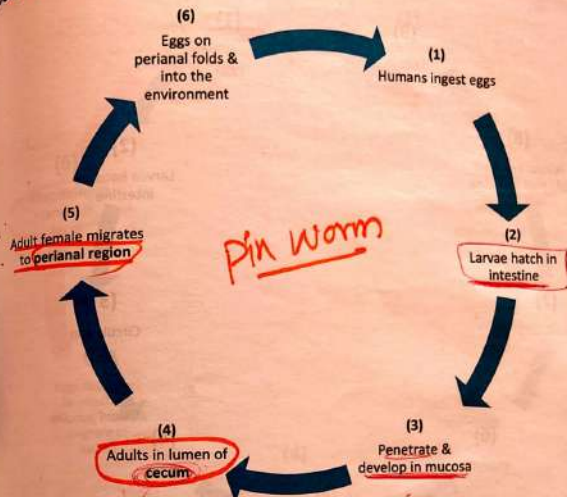 (6)
Eggs on
perianal folds &
into the
environment
(1)
Humans ingest eggs
(2)
Larvae hatch in
intestine
(3)
Penetrate &
develop in mucosa
(4)
Adults in lumen of
cecum
(5)
Adult female migrates
to perianal region
Pin worm